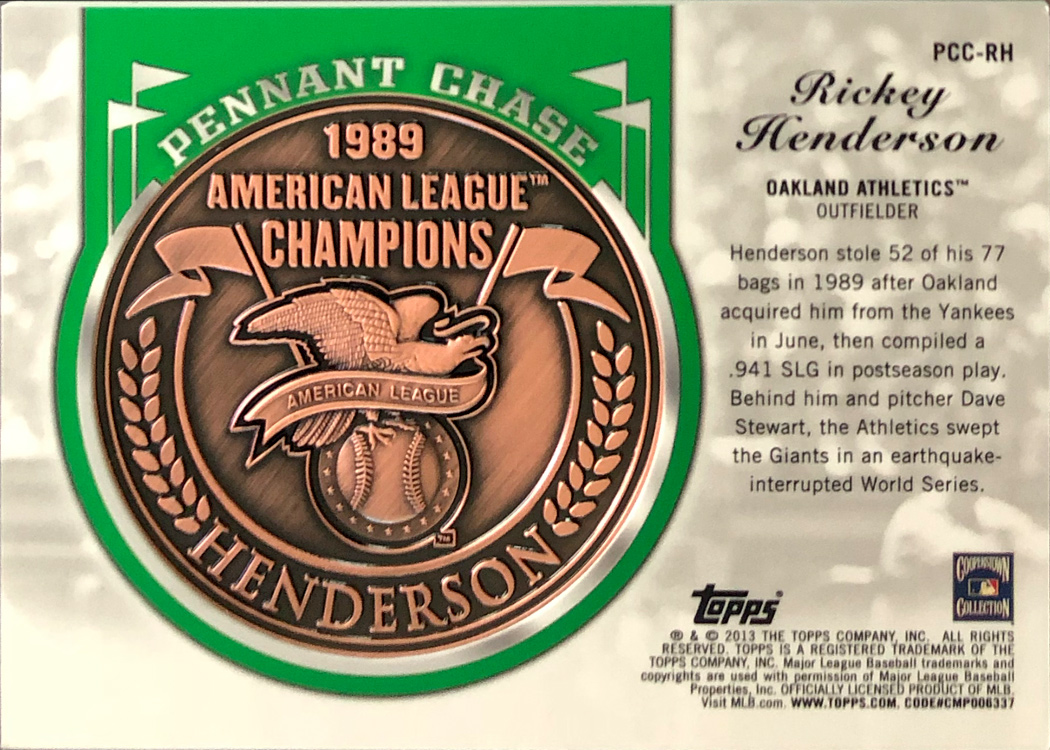 PENNANT CHASE
1989
AMERICAN LEAGUE™
CHAMPIONS
AMERICAN LEAGUE
TM
HENDERSON
PCC-RH
Rickey
Henderson
OAKLAND ATHLETICS™
OUTFIELDER
Henderson stole 52 of his 77
bags in 1989 after Oakland
acquired him from the Yankees
in June, then compiled a
.941 SLG in postseason play.
Behind him and pitcher Dave
Stewart, the Athletics swept
the Giants in an earthquake-
interrupted World Series.
COOPERSTOWN
COLLECTION
Topps®
® & © 2013 THE TOPPS COMPANY, INC. ALL RIGHTS
RESERVED. TOPPS IS A REGISTERED TRADEMARK OF THE
TOPPS COMPANY, INC. Major League Baseball trademarks and
copyrights are used with permission of Major League Baseball
Properties, Inc. OFFICIALLY LICENSED PRODUCT OF MLB.
Visit MLB.com. WWW.TOPPS.COM. CODE#CMP006337